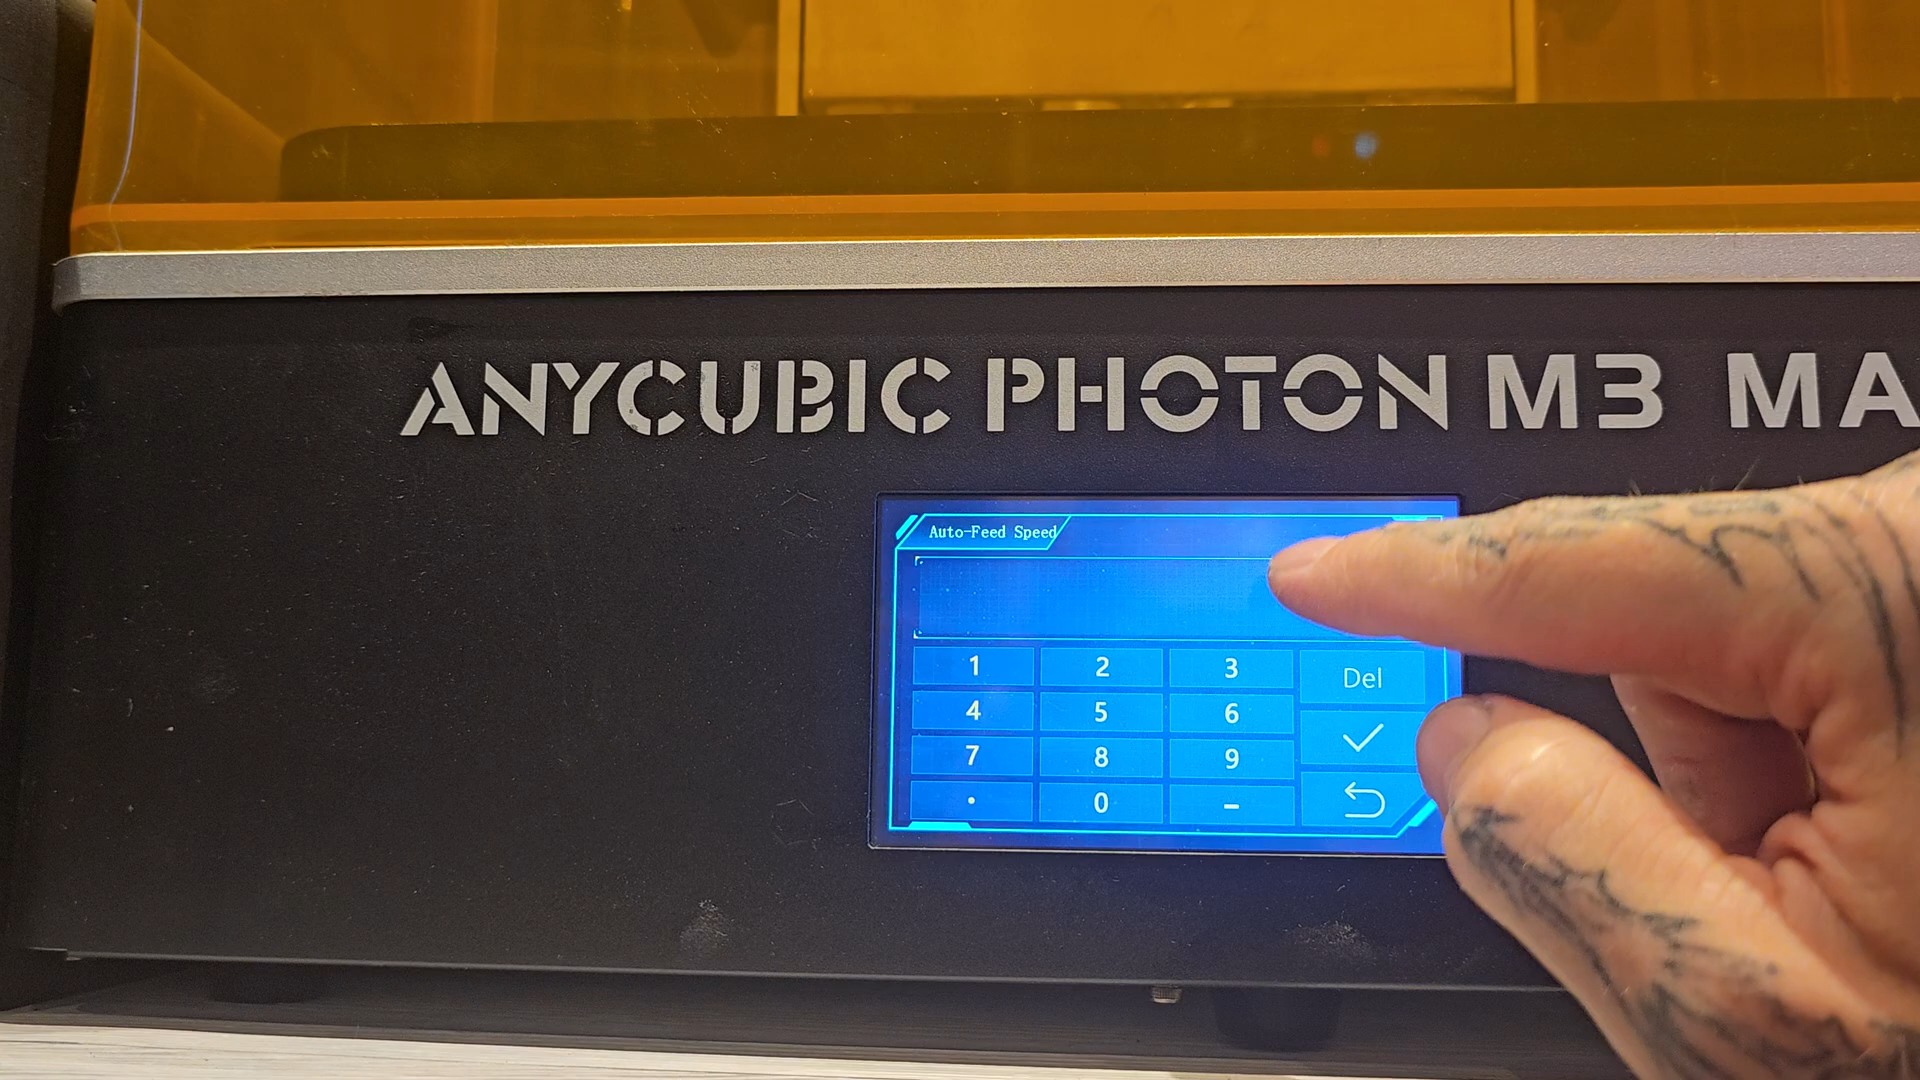 ANYCUBIC PHOTON M3 MA
Auto-Feed Speed
1 2 3 Del
4 5 6
7 8 9
. 0 -